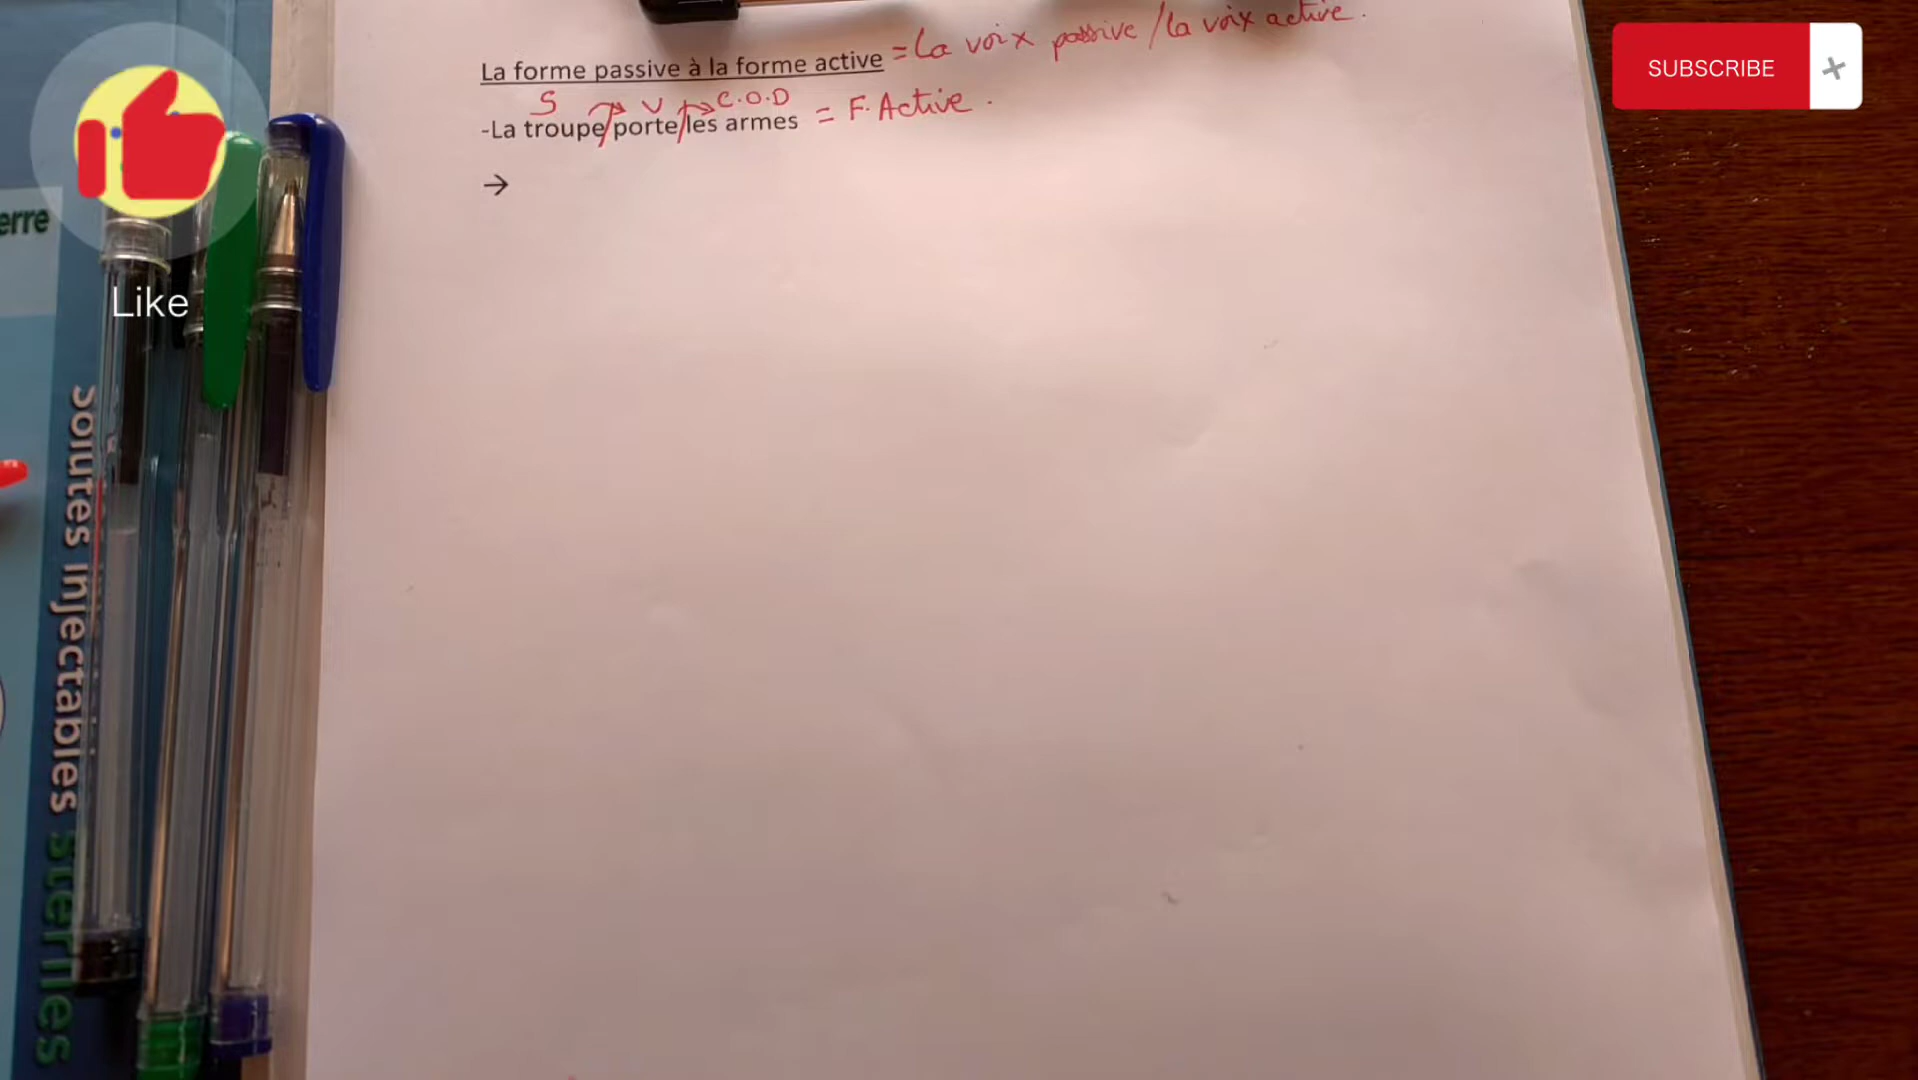 La forme passive à la forme active = La voix passive / la voix active.
S V C.O.D
-La troupe/porte/les armes = F. Active.
→
SUBSCRIBE
Like
erre
Solutés Injectables stériles